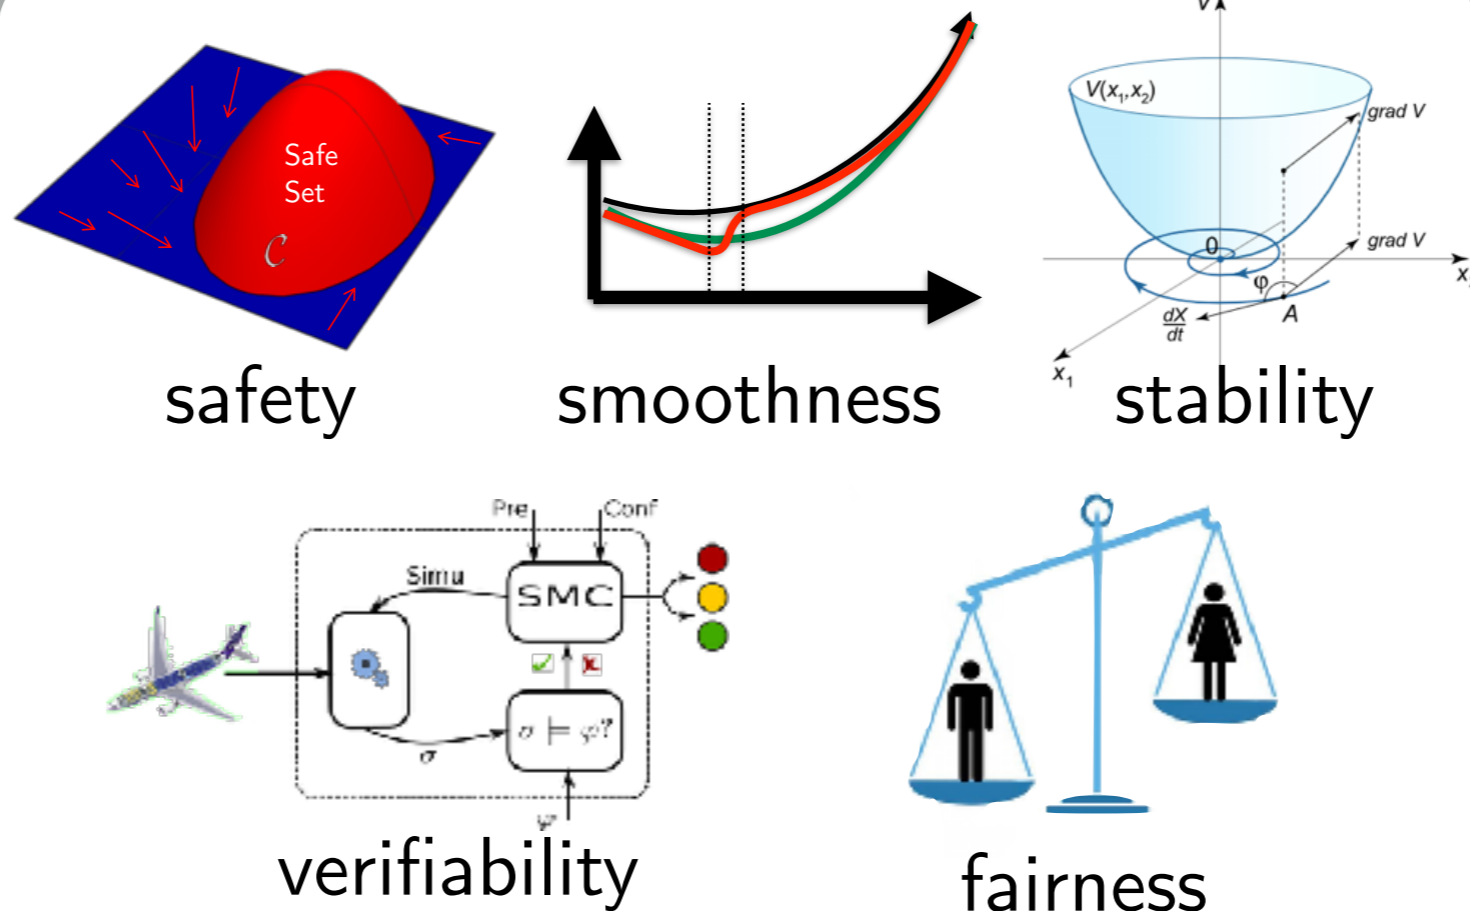 Safe
Set
C
safety
smoothness
V
V(x₁,x₂)
grad V
grad V
0
φ
A
dX
dt
x₁
stability
Pre
Conf
Simu
SMC
σ ⊨ φ?
σ
φ
verifiability
fairness